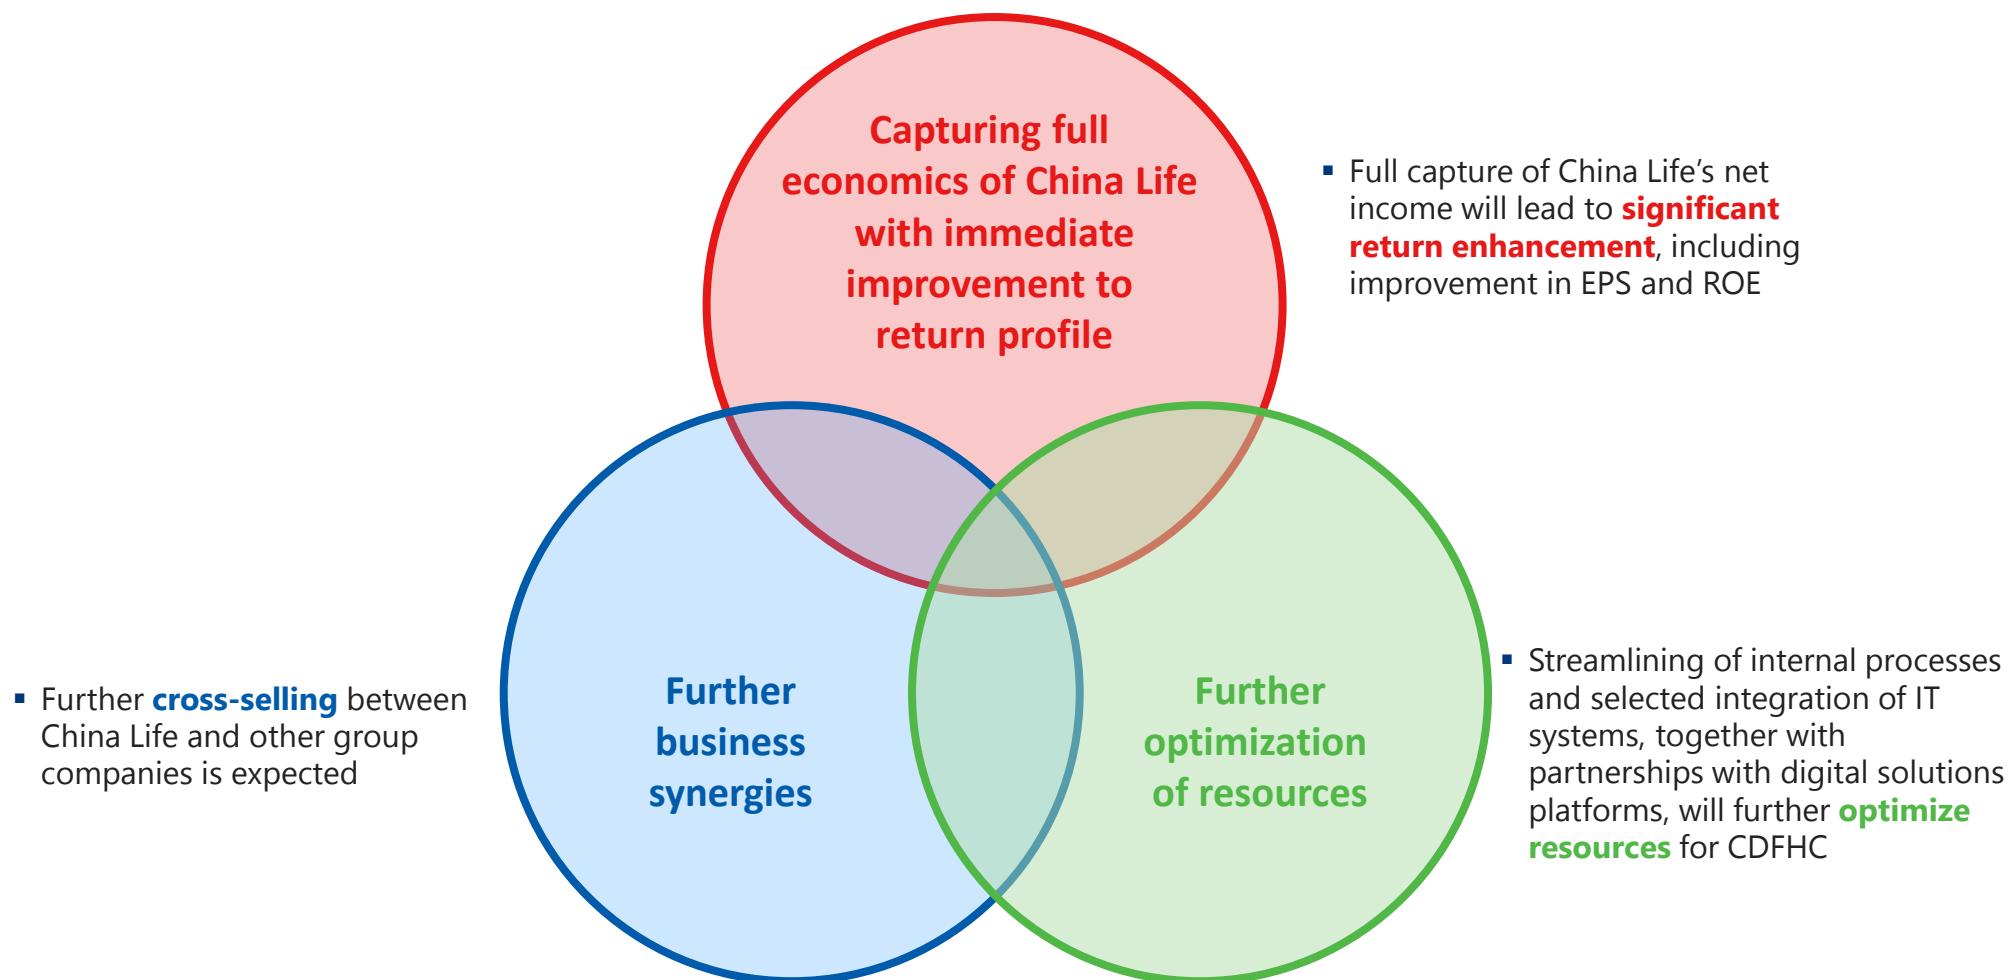 Capturing full
economics of China Life
with immediate
improvement to
return profile
▪ Full capture of China Life’s net
income will lead to significant
return enhancement, including
improvement in EPS and ROE
Further
business
synergies
▪ Further cross-selling between
China Life and other group
companies is expected
Further
optimization
of resources
▪ Streamlining of internal processes
and selected integration of IT
systems, together with
partnerships with digital solutions
platforms, will further optimize
resources for CDFHC